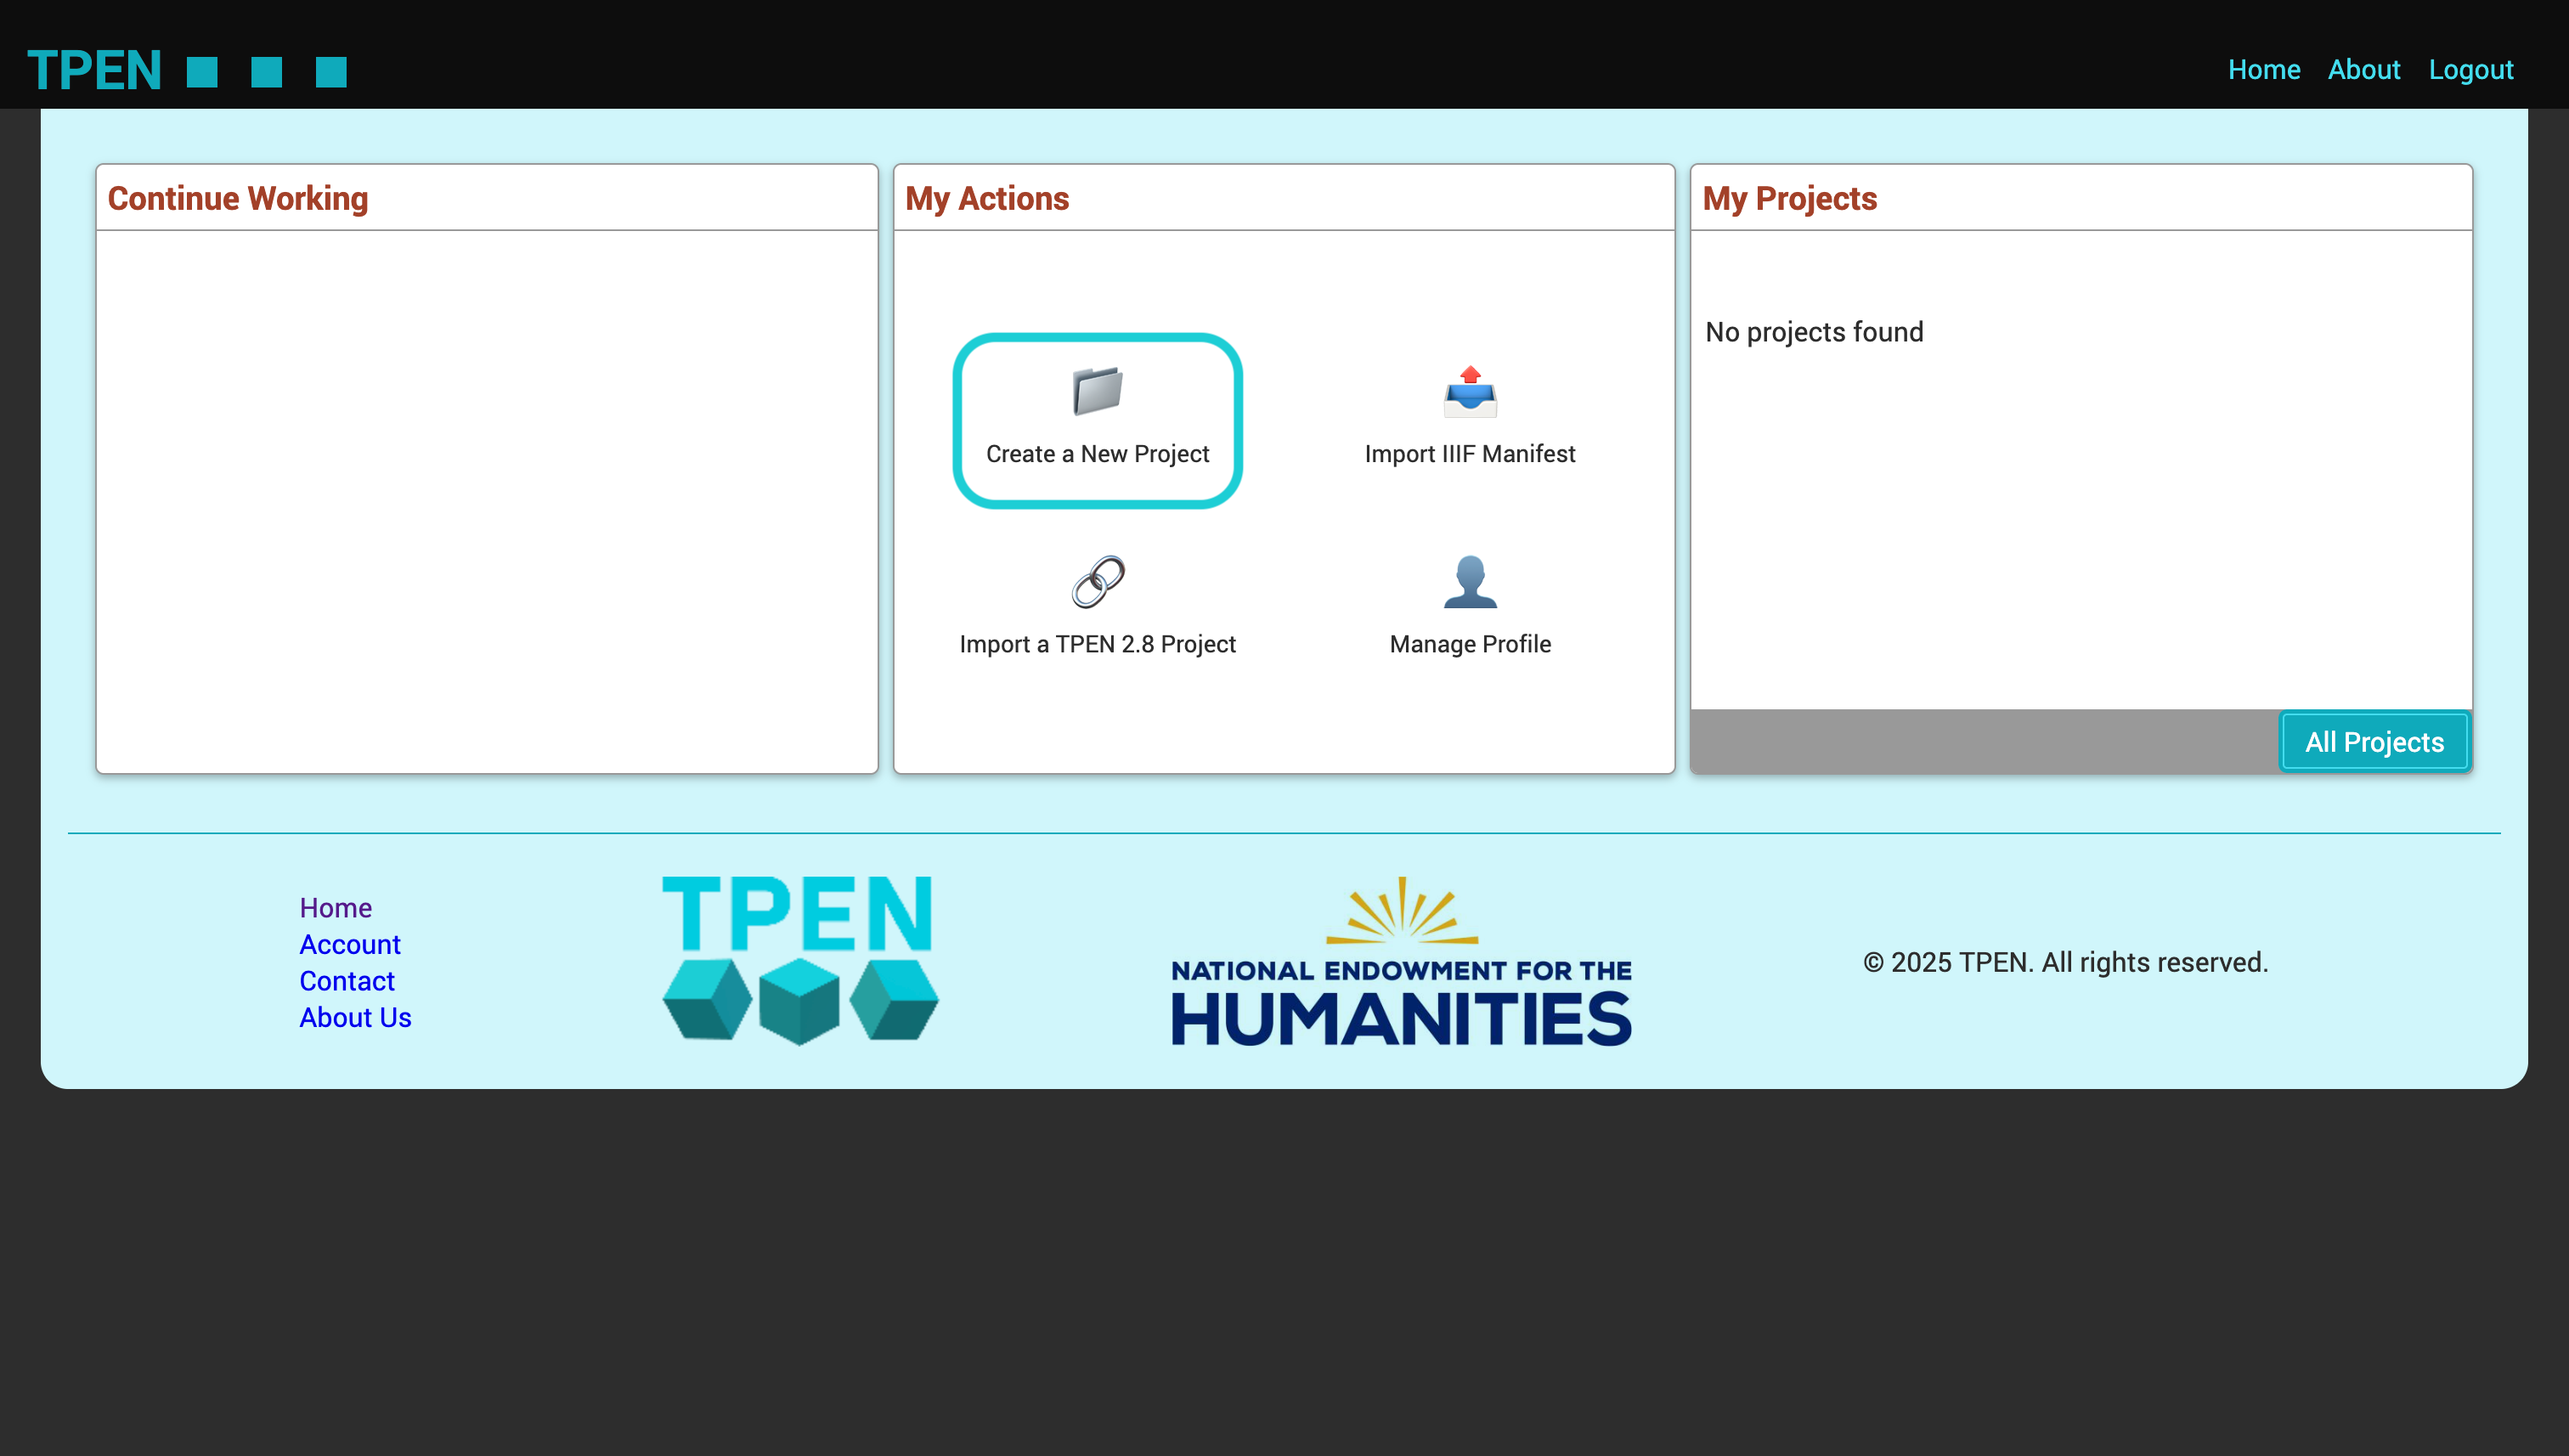 TPEN
Home About Logout
Continue Working
My Actions
Create a New Project
Import IIIF Manifest
Import a TPEN 2.8 Project
Manage Profile
My Projects
No projects found
All Projects
Home
Account
Contact
About Us
TPEN
NATIONAL ENDOWMENT FOR THE
HUMANITIES
© 2025 TPEN. All rights reserved.